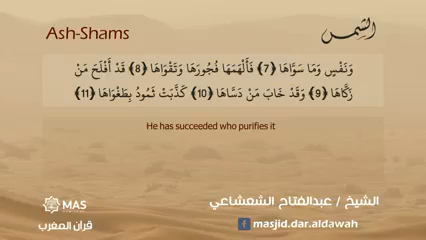 Ash-Shams
الشمس
وَنَفْسٍ وَمَا سَوَّاهَا ﴿7﴾ فَأَلْهَمَهَا فُجُورَهَا وَتَقْوَاهَا ﴿8﴾ قَدْ أَفْلَحَ مَنْ
زَكَّاهَا ﴿9﴾ وَقَدْ خَابَ مَنْ دَسَّاهَا ﴿10﴾ كَذَّبَتْ ثَمُودُ بِطَغْوَاهَا ﴿11﴾
He has succeeded who purifies it
الشيخ / عبدالفتاح الشعشاعي
MAS
قرآن المغرب
masjid.dar.aldawah